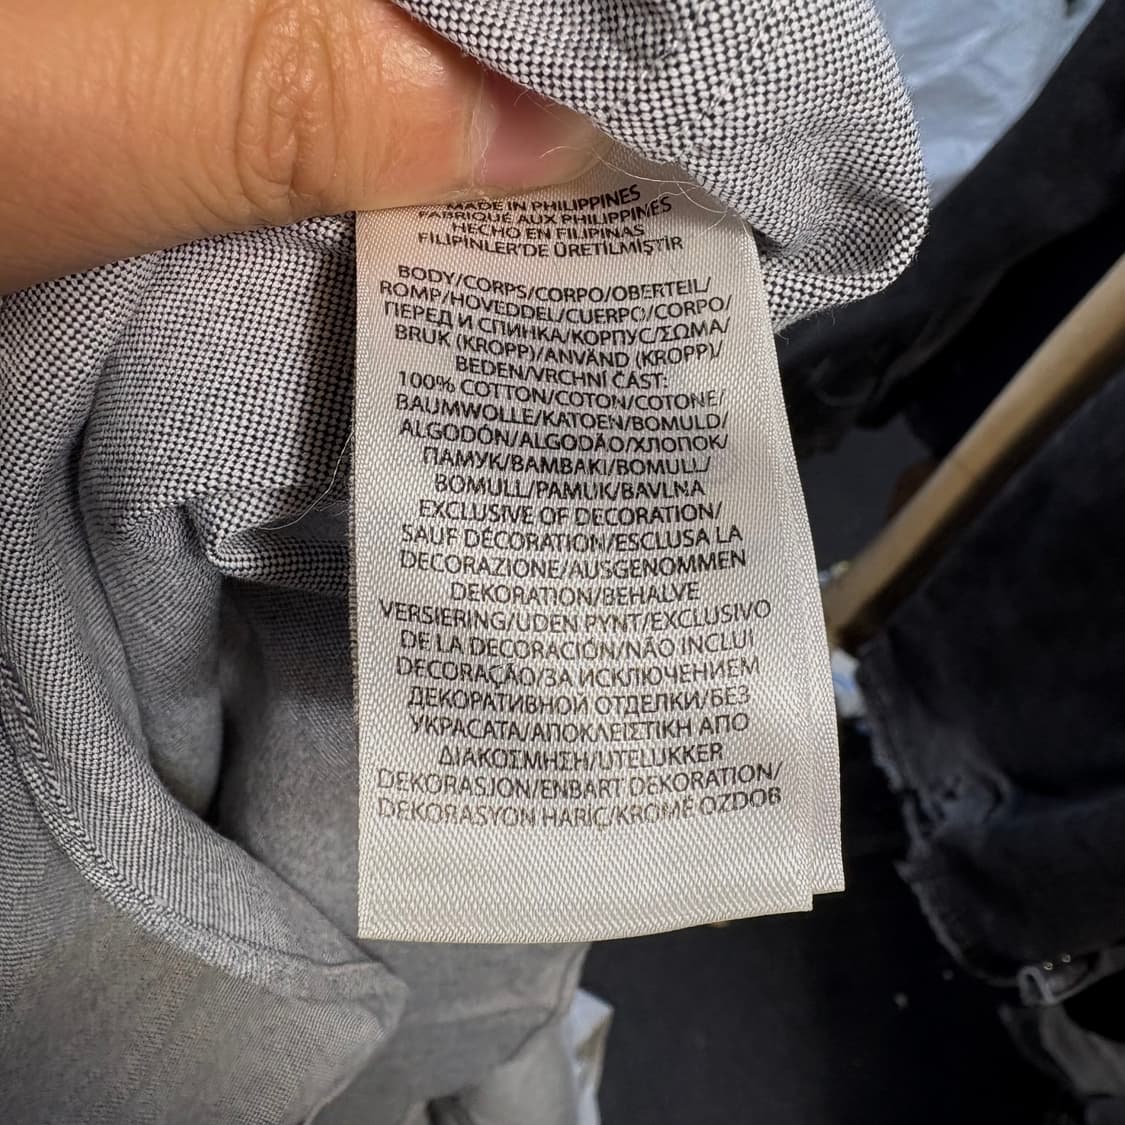 MADE IN PHILIPPINES
FABRIQUÉ AUX PHILIPPINES
HECHO EN FILIPINAS
FILIPINLER'DE ÜRETILMIŞTIR
BODY/CORPS/CORPO/OBERTEIL/
ROMP/HOVEDDEL/CUERPO/CORPO/
ПЕРЕД И СПИНКА/КОРПУС/ΣΩΜΑ/
BRUK (KROPP)/ANVÄND (KROPP)/
BEDEN/VRCHNÍ ČÁST:
100% COTTON/COTON/COTONE/
BAUMWOLLE/KATOEN/BOMULD/
ALGODÓN/ALGODÃO/ХЛОПОК/
ПАМУК/ΒΑΜΒΑΚΙ/BOMULL/
BOMULL/PAMUK/BAVLNA
EXCLUSIVE OF DECORATION/
SAUF DÉCORATION/ESCLUSA LA
DECORAZIONE/AUSGENOMMEN
DEKORATION/BEHALVE
VERSIERING/UDEN PYNT/EXCLUSIVO
DE LA DECORACIÓN/NÃO INCLUI
DECORAÇÃO/ЗА ИСКЛЮЧЕНИЕМ
ДЕКОРАТИВНОЙ ОТДЕЛКИ/БЕЗ
УКРАСАТА/ΑΠΟΚΛΕΙΣΤΙΚΗ ΑΠΟ
ΔΙΑΚΟΣΜΗΣΗ/UTELUKKER
DEKORASJON/ENBART DEKORATION/
DEKORASYON HARIÇ/KROMĚ OZDOB